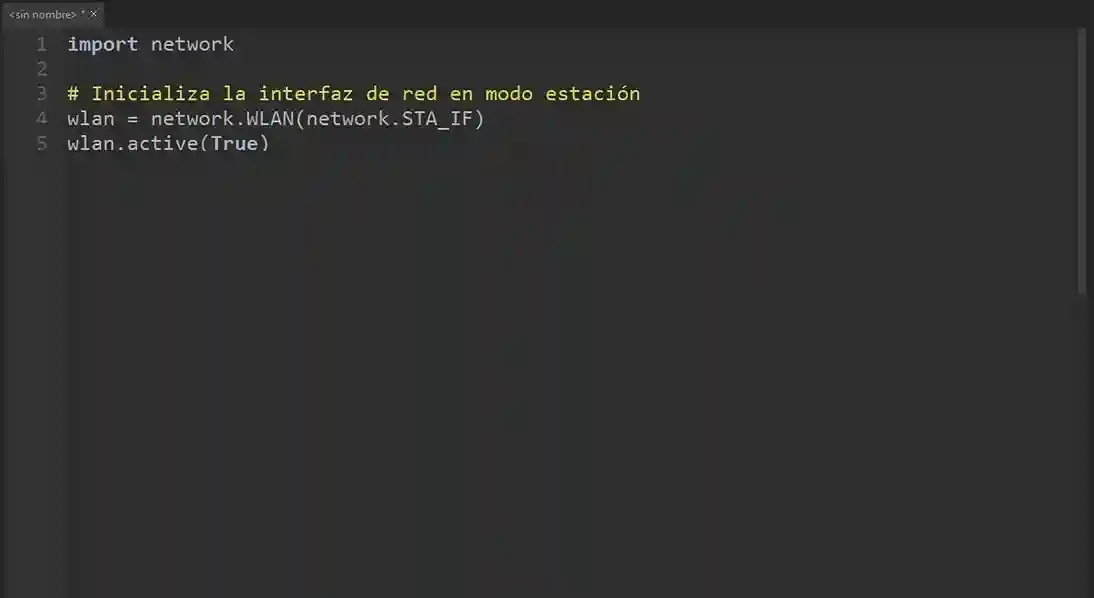 <sin nombre> * ×
1 import network
2
3 # Inicializa la interfaz de red en modo estación
4 wlan = network.WLAN(network.STA_IF)
5 wlan.active(True)